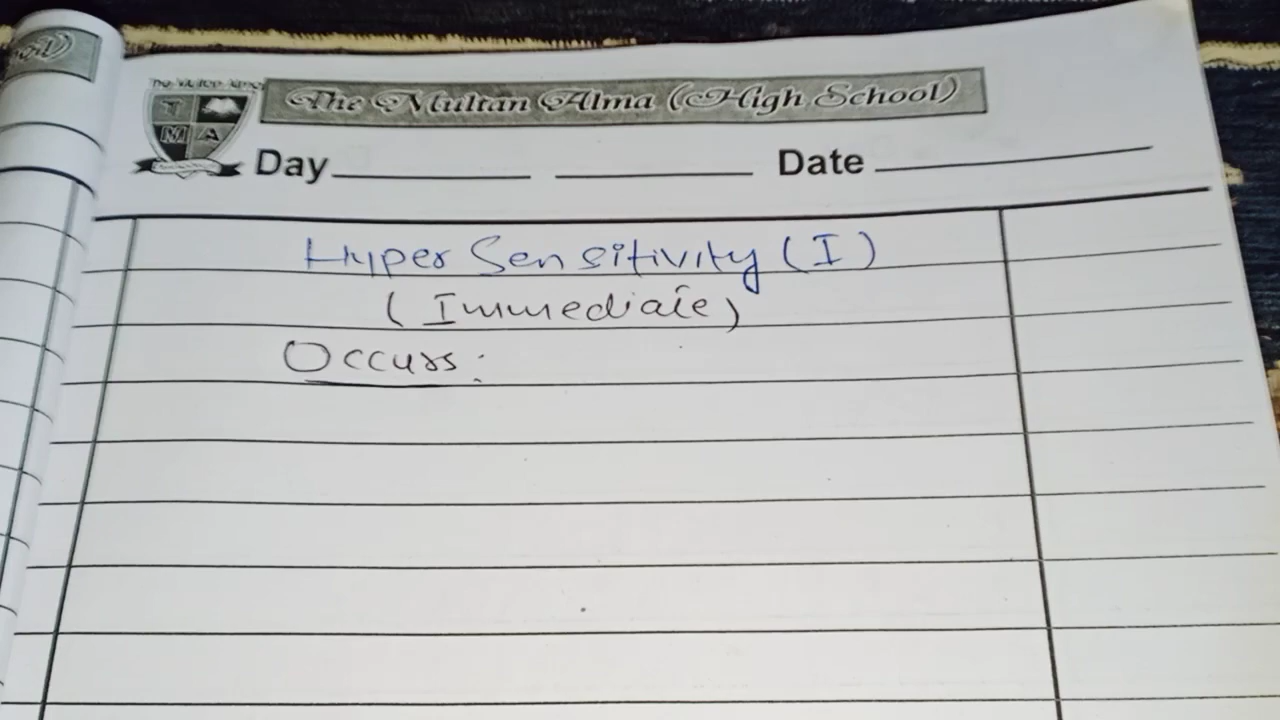 The Multan Alma (High School)
T
M A
Day Date
Hyper Sensitivity (I)
(Immediate)
Occurs: